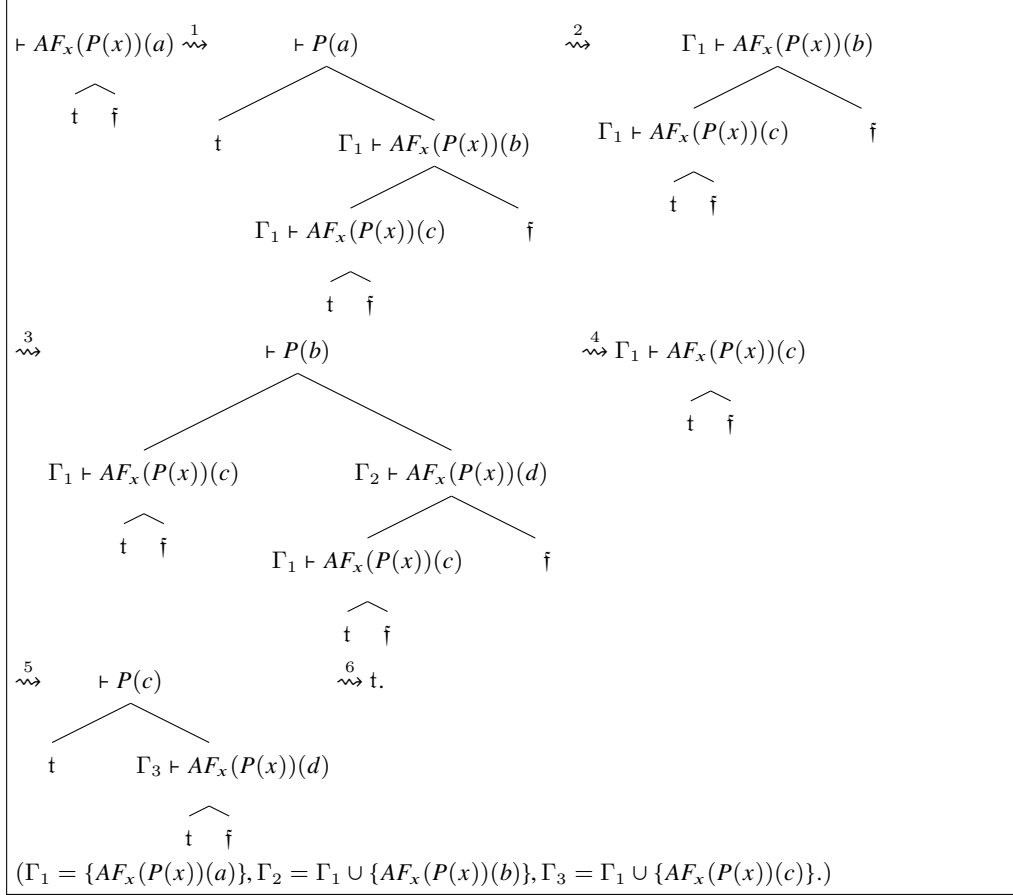 ⊢ AF_x(P(x))(a) ⇝¹ ⊢ P(a) ⇝² Γ₁ ⊢ AF_x(P(x))(b)
𝔱 𝔣 𝔱 Γ₁ ⊢ AF_x(P(x))(b) Γ₁ ⊢ AF_x(P(x))(c) 𝔣
Γ₁ ⊢ AF_x(P(x))(c) 𝔣 𝔱 𝔣
𝔱 𝔣
⇝³ ⊢ P(b) ⇝⁴ Γ₁ ⊢ AF_x(P(x))(c)
𝔱 𝔣
Γ₁ ⊢ AF_x(P(x))(c) Γ₂ ⊢ AF_x(P(x))(d)
𝔱 𝔣 Γ₁ ⊢ AF_x(P(x))(c) 𝔣
𝔱 𝔣
⇝⁵ ⊢ P(c) ⇝⁶ 𝔱.
𝔱 Γ₃ ⊢ AF_x(P(x))(d)
𝔱 𝔣
(Γ₁ = {AF_x(P(x))(a)}, Γ₂ = Γ₁ ∪ {AF_x(P(x))(b)}, Γ₃ = Γ₁ ∪ {AF_x(P(x))(c)}.)